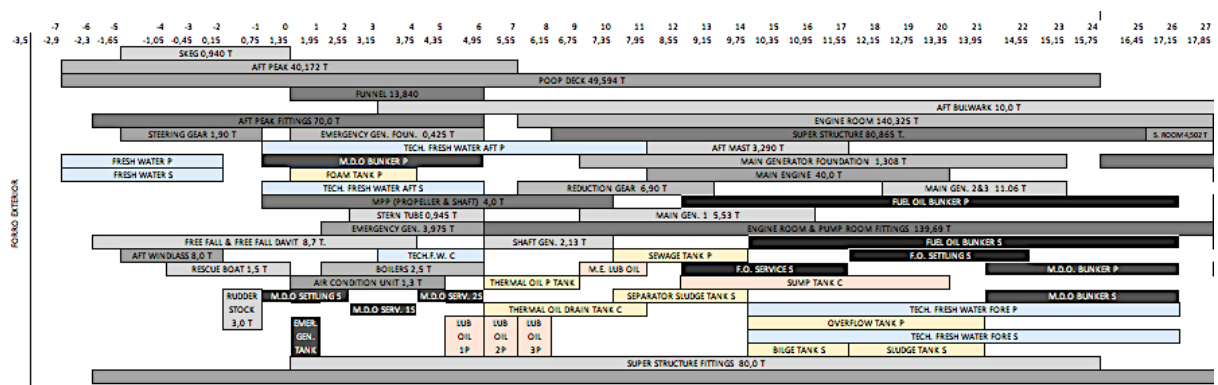 -7 -6 -5 -1 0 1 2 3 4 5 6 7 8 9 11 12 13 14 15 16 17 18 19 20 21 22 23 24 25 26 27
-3,5 -2,9 -2,3 -1,65 -1,05 -0,45 0,15 1,95 2,55 3,15 3,75 4,35 4,95 5,55 6,15 6,75 7,35 7,95 8,55 9,15 9,75 10,35 10,95 11,55 12,15 12,75 13,35 13,95 14,55 15,15 15,75 16,45 17,15 17,85
SKEG 0,940 T
AFT PEAK 40,172 T
POOP DECK 49,594 T
FUNNEL 13,840
AFT BULWARK 10,0 T
AFT PEAK FITTINGS 70,0 T ENGINE ROOM 140,325 T
STEERING GEAR 1,90 T EMERGENCY GEN. FOUN. 0,425 T SUPER STRUCTURE 80,865 T. S. ROOM 4,502 T
TECH. FRESH WATER AFT P AFT MAST 3,290 T
FRESH WATER P M.D.O BUNKER P MAIN GENERATOR FOUNDATION 1,308 T
FRESH WATER S FOAM TANK P MAIN ENGINE 40,0 T
TECH. FRESH WATER AFT S REDUCTION GEAR 6,90 T MAIN GEN. 2&3 11.06 T
MPP (PROPELLER & SHAFT) 4,0 T FUEL OIL BUNKER P
STERN TUBE 0,945 T MAIN GEN. 1 5,53 T
EMERGENCY GEN. 3,975 T ENGINE ROOM & PUMP ROOM FITTINGS 139,69 T
FREE FALL & FREE FALL DAVIT 8,7 T. SHAFT GEN. 2,13 T FUEL OIL BUNKER S
AFT WINDLASS 8,0 T TECH.F.W. C SEWAGE TANK P F.O. SETTLING S
RESCUE BOAT 1,5 T BOILERS 2,5 T M.E. LUB OIL F.O. SERVICE S M.D.O. BUNKER P
AIR CONDITION UNIT 1,3 T THERMAL OIL P TANK SUMP TANK C
RUDDER STOCK 3,0 T M.D.O SETTLING S M.D.O SERV. 2S SEPARATOR SLUDGE TANK S M.D.O BUNKER S
M.D.O SERV. 1S THERMAL OIL DRAIN TANK C TECH. FRESH WATER FORE P
EMER. GEN. TANK LUB OIL 1P LUB OIL 2P LUB OIL 3P OVERFLOW TANK P
TECH. FRESH WATER FORE S
BILGE TANK S SLUDGE TANK S
SUPER STRUCTURE FITTINGS 80,0 T
FORRO EXTERIOR